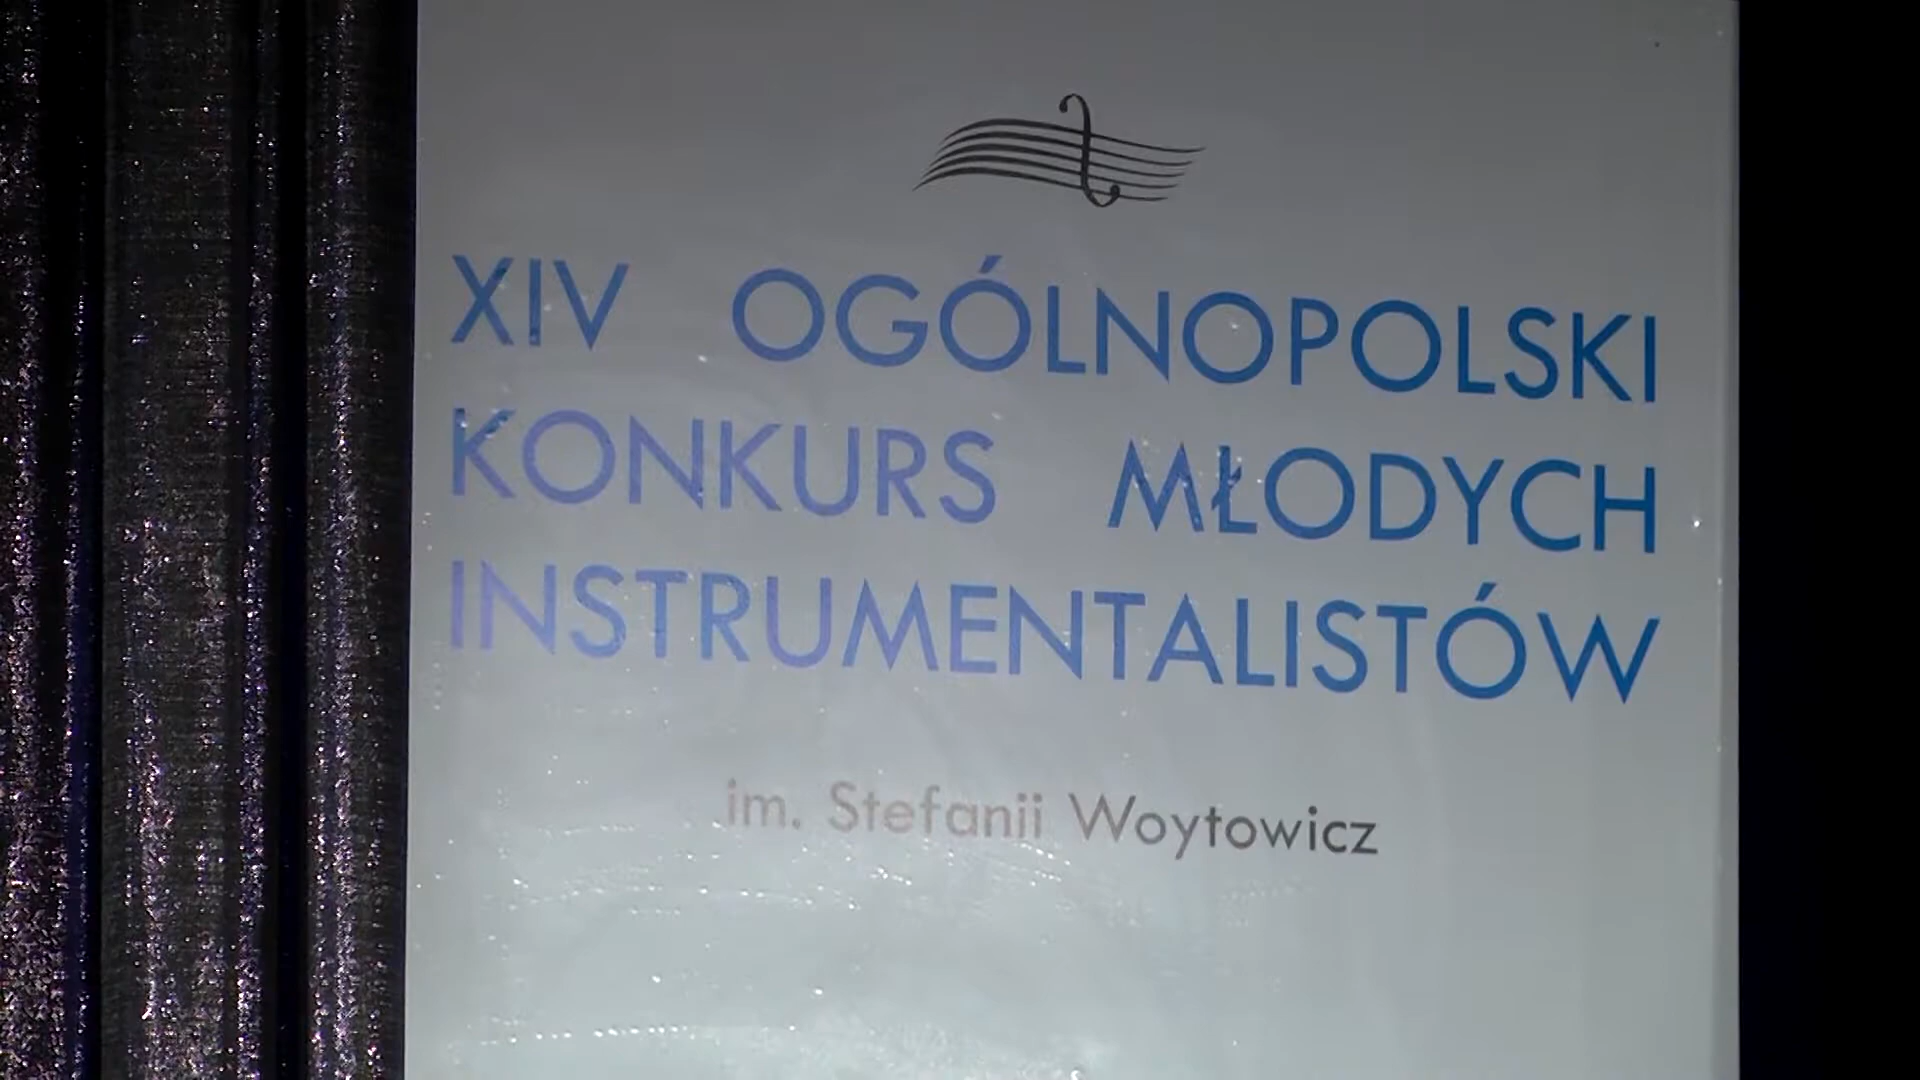 XIV OGÓLNOPOLSKI
KONKURS MŁODYCH
INSTRUMENTALISTÓW
im. Stefanii Woytowicz